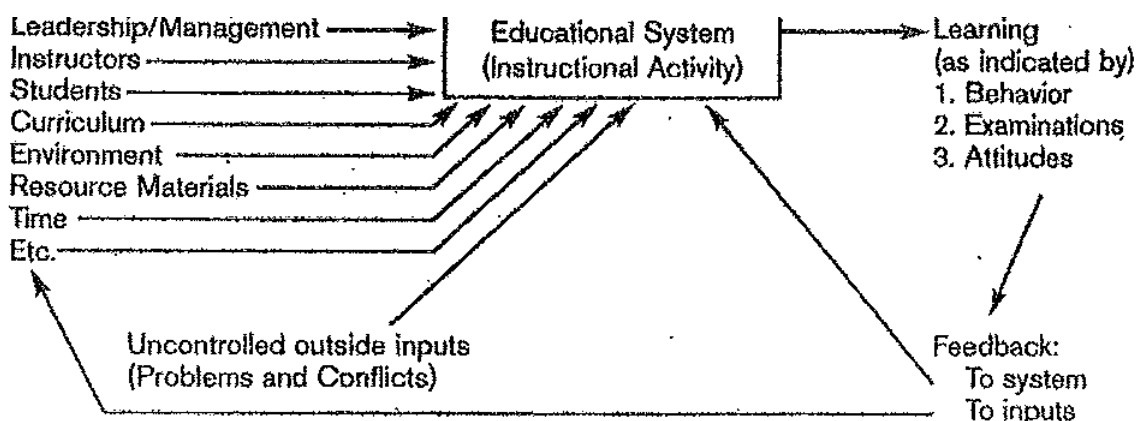 Leadership/Management
Instructors
Students
Curriculum
Environment
Resource Materials
Time
Etc.
Educational System
(Instructional Activity)
Learning
(as indicated by)
1. Behavior
2. Examinations
3. Attitudes
Uncontrolled outside inputs
(Problems and Conflicts)
Feedback:
To system
To inputs